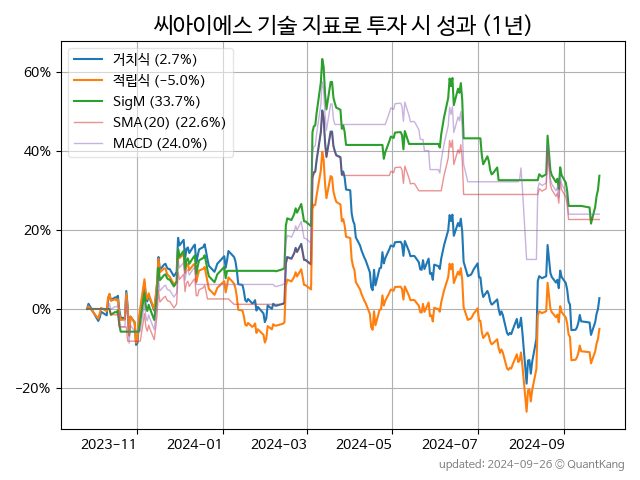 씨아이에스 기술 지표로 투자 시 성과 (1년)
거치식 (2.7%)
적립식 (−5.0%)
SigM (33.7%)
SMA(20) (22.6%)
MACD (24.0%)
60%
40%
20%
0%
−20%
2023-11 2024-01 2024-03 2024-05 2024-07 2024-09
updated: 2024-09-26 © QuantKang